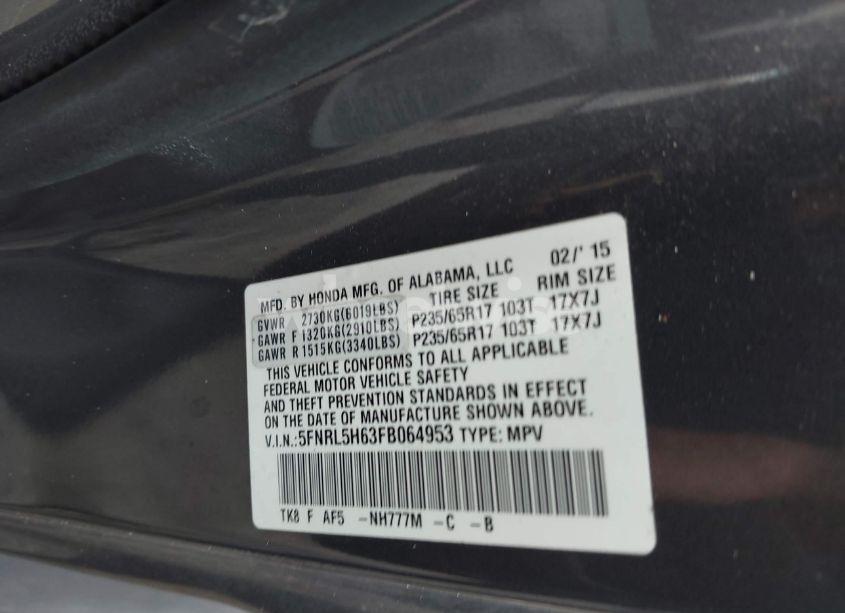 MFD. BY HONDA MFG. OF ALABAMA, LLC 02/' 15
TIRE SIZE RIM SIZE
GVWR 2730KG(6019LBS)
GAWR F 1320KG(2910LBS) P235/65R17 103T 17X7J
GAWR R 1515KG(3340LBS) P235/65R17 103T 17X7J
THIS VEHICLE CONFORMS TO ALL APPLICABLE
FEDERAL MOTOR VEHICLE SAFETY
AND THEFT PREVENTION STANDARDS IN EFFECT
ON THE DATE OF MANUFACTURE SHOWN ABOVE.
V.I.N.:5FNRL5H63FB064953 TYPE: MPV
TK8 F AF5 -NH777M -C -B